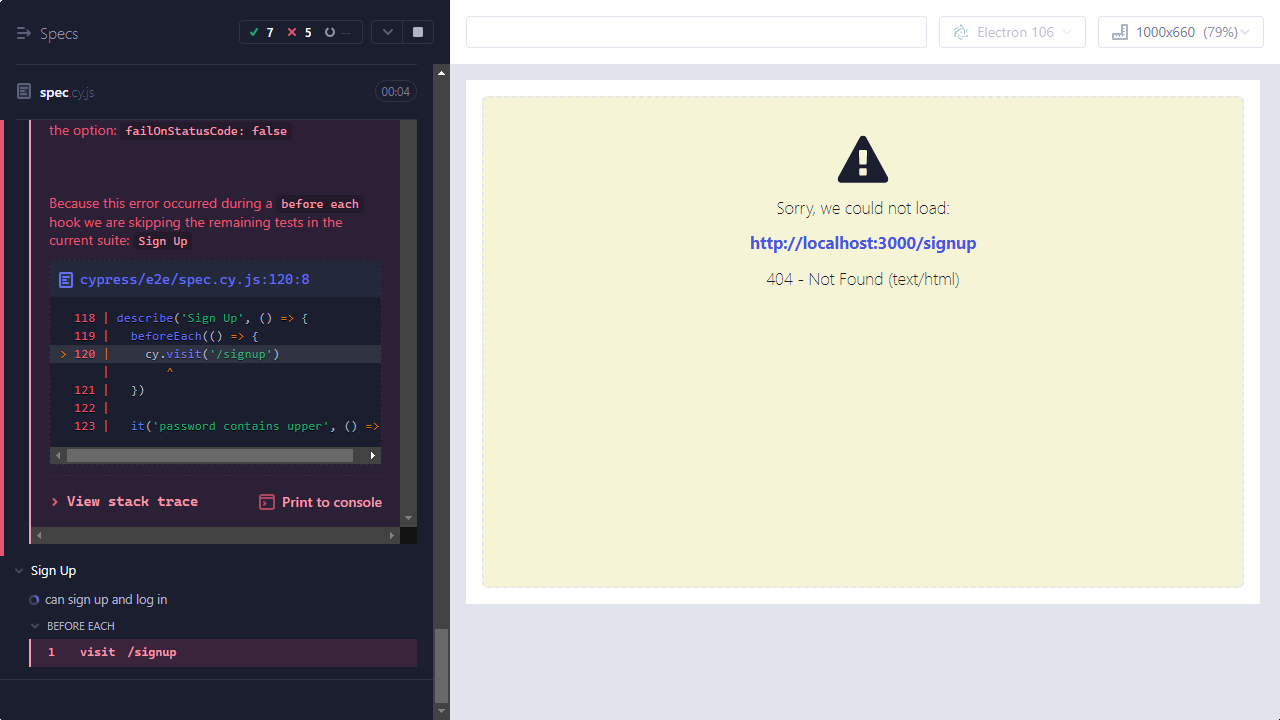 Specs
7 5 --
Electron 106
1000x660 (79%)
spec.cy.js
00:04
the option: failOnStatusCode: false
Because this error occurred during a before each
hook we are skipping the remaining tests in the
current suite: Sign Up
cypress/e2e/spec.cy.js:120:8
118 | describe('Sign Up', () => {
119 | beforeEach(() => {
> 120 | cy.visit('/signup')
| ^
121 | })
122 |
123 | it('password contains upper', () =>
View stack trace
Print to console
Sign Up
can sign up and log in
BEFORE EACH
1 visit /signup
Sorry, we could not load:
http://localhost:3000/signup
404 - Not Found (text/html)